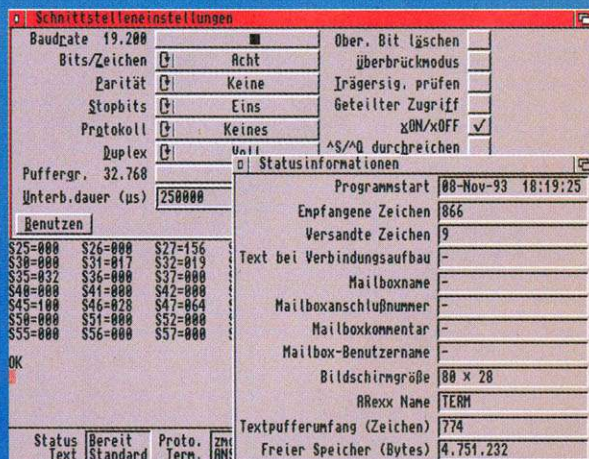 Schnittstelleneinstellungen
Baudrate 19.200
Bits/Zeichen Acht
Parität Keine
Stopbits Eins
Protokoll Keines
Duplex Voll
Puffergr. 32.768
Unterb.dauer (µs) 250000
Benutzen
Ober. Bit löschen
Überbrückmodus
Trägersig. prüfen
Geteilter Zugriff
xON/xOFF
^S/^Q durchreichen
S25=000 S26=000 S27=156
S30=000 S31=017 S32=019
S35=032 S36=000 S37=000
S40=000 S41=000 S42=000
S45=100 S46=028 S47=064
S50=000 S51=000 S52=000
S55=000 S56=000 S57=000
OK
Status Bereit Proto.
Text Standard Term.
Statusinformationen
Programmstart 08-Nov-93 18:19:25
Empfangene Zeichen 866
Versandte Zeichen 9
Text bei Verbindungsaufbau -
Mailboxname -
Mailboxanschlußnummer -
Mailboxkommentar -
Mailbox-Benutzername -
Bildschirmgröße 80 × 28
ARexx Name TERM
Textpufferumfang (Zeichen) 774
Freier Speicher (Bytes) 4.751.232